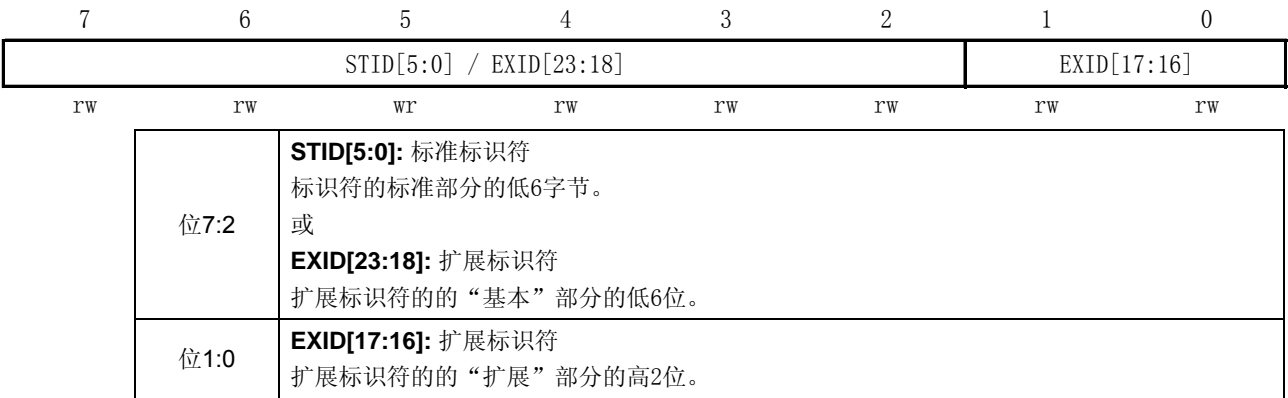 7 6 5 4 3 2 1 0
STID[5:0] / EXID[23:18] EXID[17:16]
rw rw wr rw rw rw rw rw
STID[5:0]: 标准标识符
标识符的标准部分的低6字节。
位7:2 或
EXID[23:18]: 扩展标识符
扩展标识符的的“基本”部分的低6位。
EXID[17:16]: 扩展标识符
位1:0
扩展标识符的的“扩展”部分的高2位。